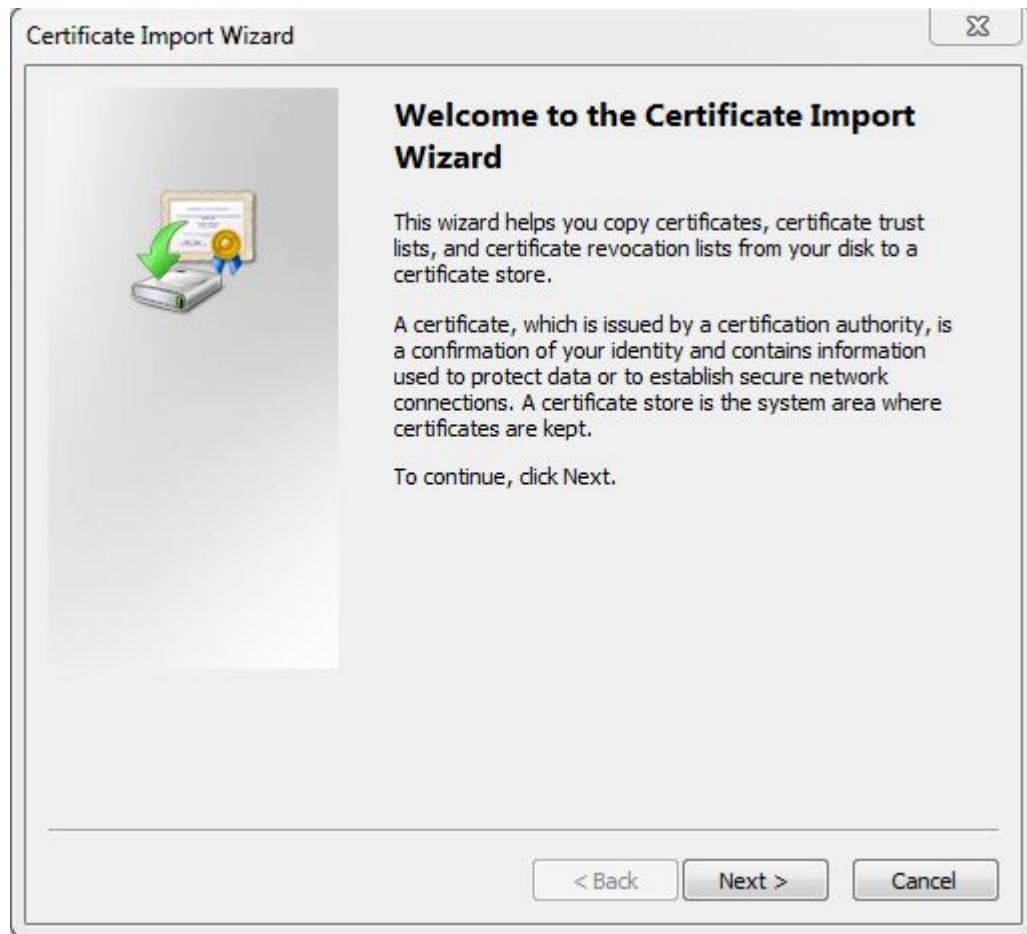 Certificate Import Wizard
Welcome to the Certificate Import
Wizard
This wizard helps you copy certificates, certificate trust
lists, and certificate revocation lists from your disk to a
certificate store.
A certificate, which is issued by a certification authority, is
a confirmation of your identity and contains information
used to protect data or to establish secure network
connections. A certificate store is the system area where
certificates are kept.
To continue, click Next.
< Back Next > Cancel